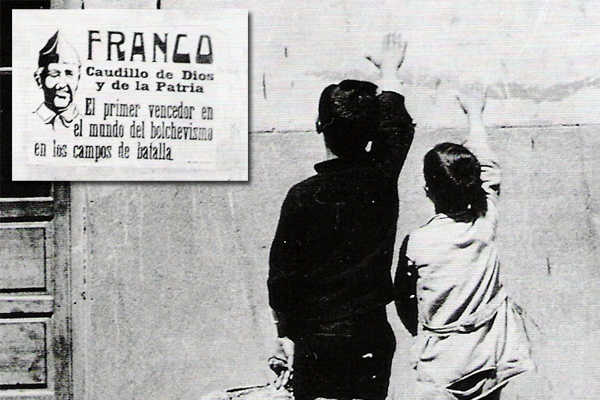 FRANCO
Caudillo de Dios
y de la Patria
El primer vencedor en
el mundo del bolchevismo
en los campos de batalla.